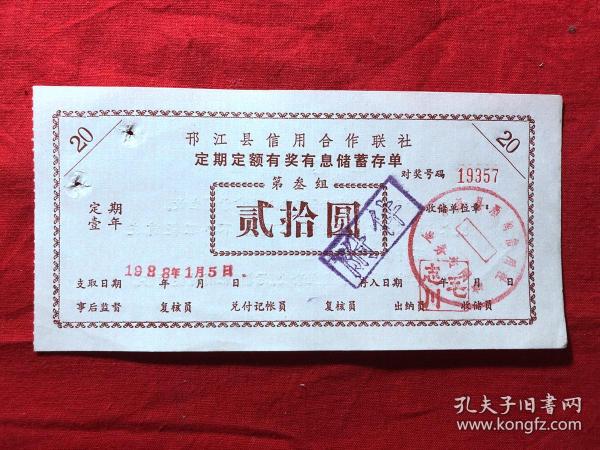 20
20
邗江县信用合作联社
定期定额有奖有息储蓄存单
对奖号码 19357
第叁组
定期壹年
贰拾圆
收储单位章
付讫
1988年1月5日.
支取日期 年 月 日
存入日期 年 月 日
事后监督 复核员 兑付记帐员 复核员 出纳员 收储员
孔夫子旧书网
www.kongfz.com